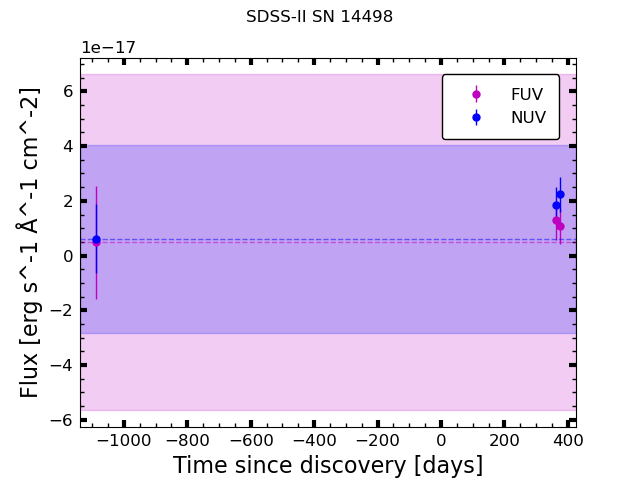 SDSS-II SN 14498
1e−17
FUV
NUV
6
4
2
0
−2
−4
−6
Flux [erg s^-1 Å^-1 cm^-2]
−1000 −800 −600 −400 −200 0 200 400
Time since discovery [days]